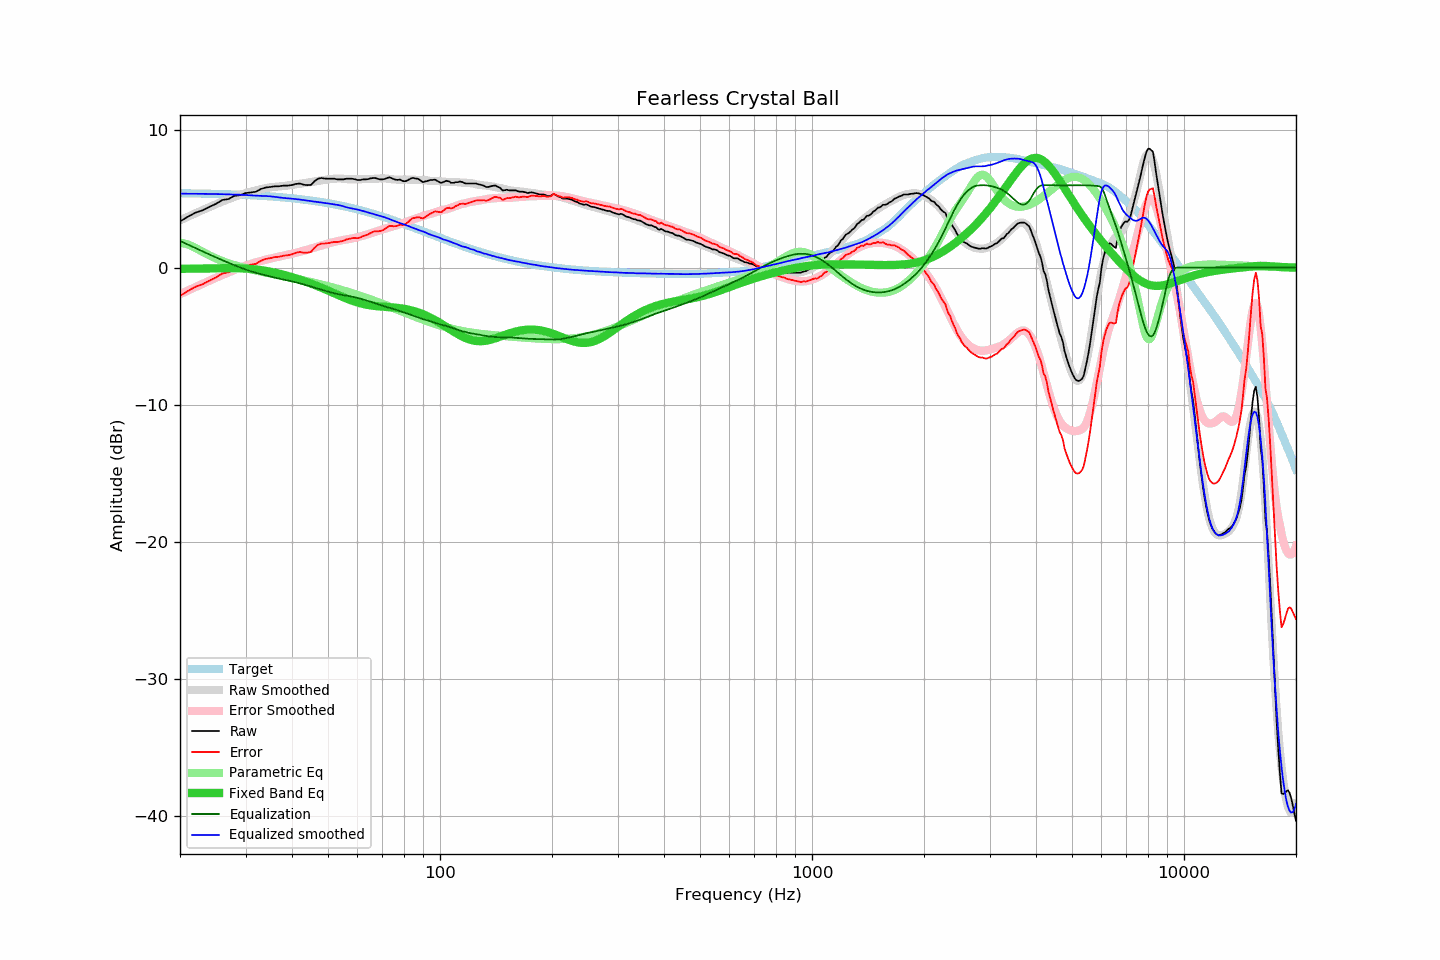 Fearless Crystal Ball
10
0
−10
−20
−30
−40
Amplitude (dBr)
Target
Raw Smoothed
Error Smoothed
Raw
Error
Parametric Eq
Fixed Band Eq
Equalization
Equalized smoothed
100
1000
10000
Frequency (Hz)